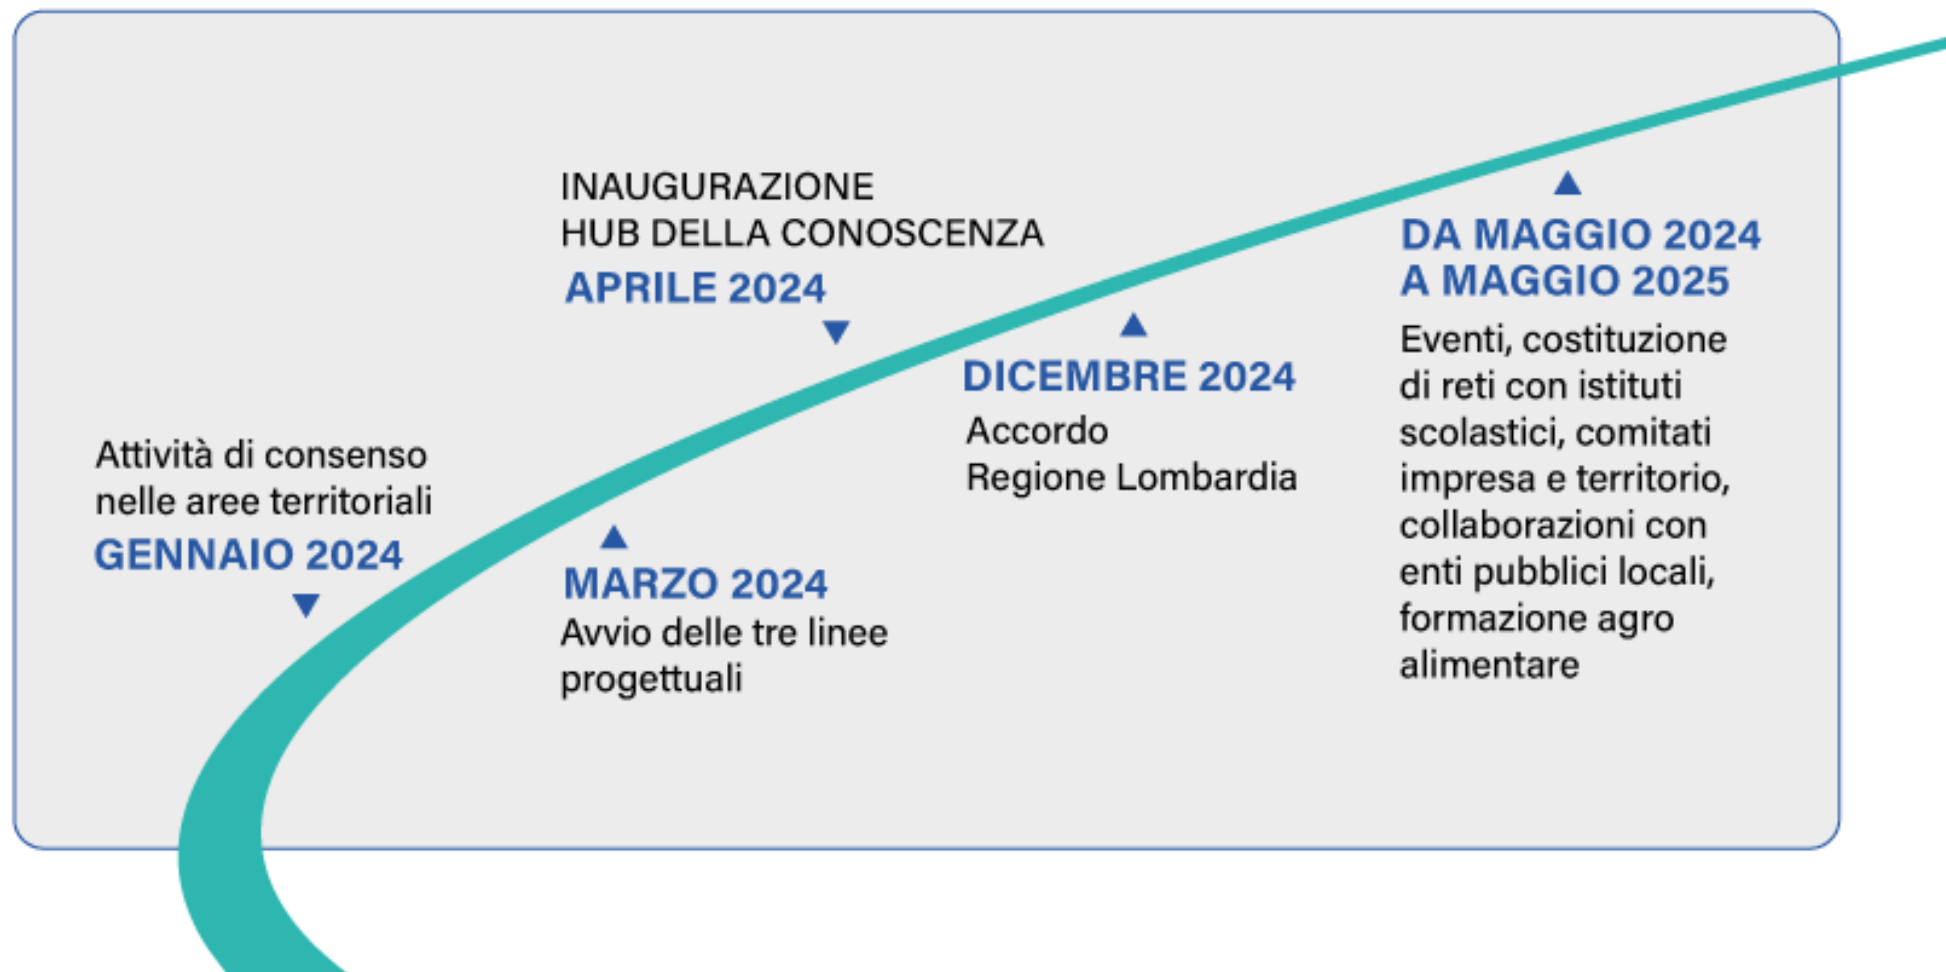 Attività di consenso
nelle aree territoriali
GENNAIO 2024
MARZO 2024
Avvio delle tre linee
progettuali
INAUGURAZIONE
HUB DELLA CONOSCENZA
APRILE 2024
DICEMBRE 2024
Accordo
Regione Lombardia
DA MAGGIO 2024
A MAGGIO 2025
Eventi, costituzione
di reti con istituti
scolastici, comitati
impresa e territorio,
collaborazioni con
enti pubblici locali,
formazione agro
alimentare